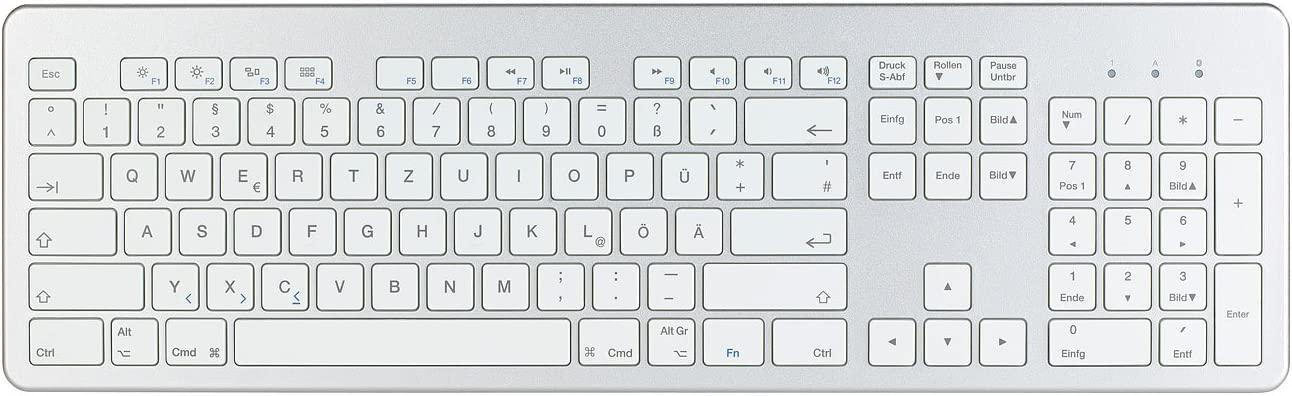 Esc F1 F2 F3 F4 F5 F6 F7 F8 F9 F10 F11 F12 Druck S-Abf Rollen ▼ Pause Untbr 1 A
° ^ ! 1 " 2 § 3 $ 4 % 5 & 6 / 7 ( 8 ) 9 = 0 ? ß ` ´ ← Einfg Pos 1 Bild▲ Num ▼ / * −
→| Q W E € R T Z U I O P Ü * + ' # Entf Ende Bild▼ 7 Pos 1 8 ▲ 9 Bild▲ +
A S D F G H J K L @ Ö Ä 4 ◄ 5 6 ►
⇧ Y < X > C ≤ V B N M ; , : . — – ⇧ ▲ 1 Ende 2 ▼ 3 Bild▼ Enter
Ctrl Alt ⌥ Cmd ⌘ ⌘ Cmd Alt Gr ⌥ Fn Ctrl ◄ ▼ ► 0 Einfg ⁄ Entf